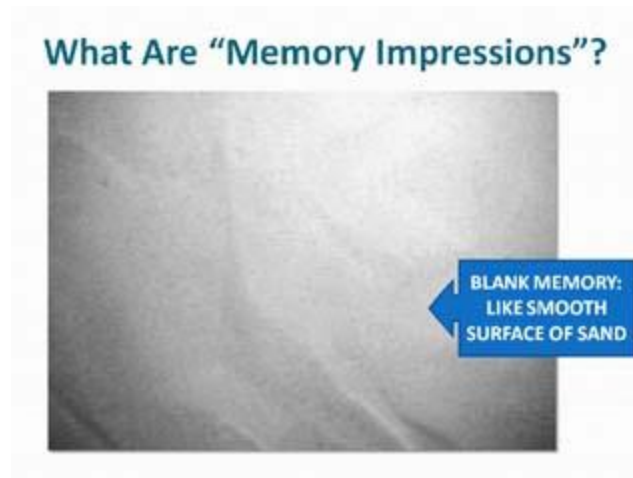 What Are “Memory Impressions”?
BLANK MEMORY:
LIKE SMOOTH
SURFACE OF SAND